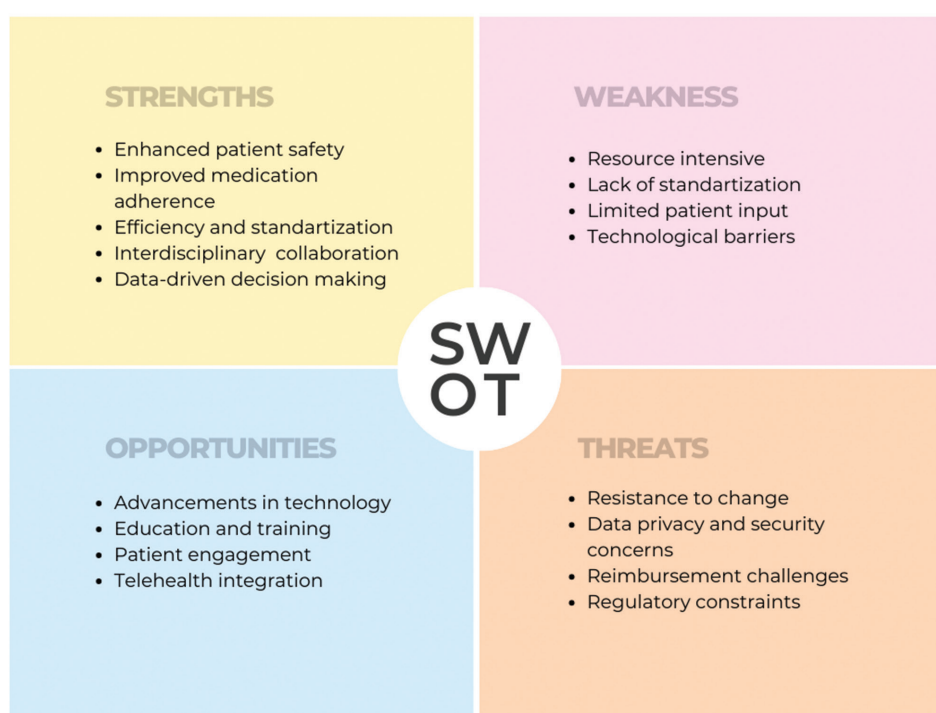 STRENGTHS
• Enhanced patient safety
• Improved medication
adherence
• Efficiency and standartization
• Interdisciplinary  collaboration
• Data-driven decision making
WEAKNESS
• Resource intensive
• Lack of standartization
• Limited patient input
• Technological barriers
SW
OT
OPPORTUNITIES
• Advancements in technology
• Education and training
• Patient engagement
• Telehealth integration
THREATS
• Resistance to change
• Data privacy and security
concerns
• Reimbursement challenges
• Regulatory constraints